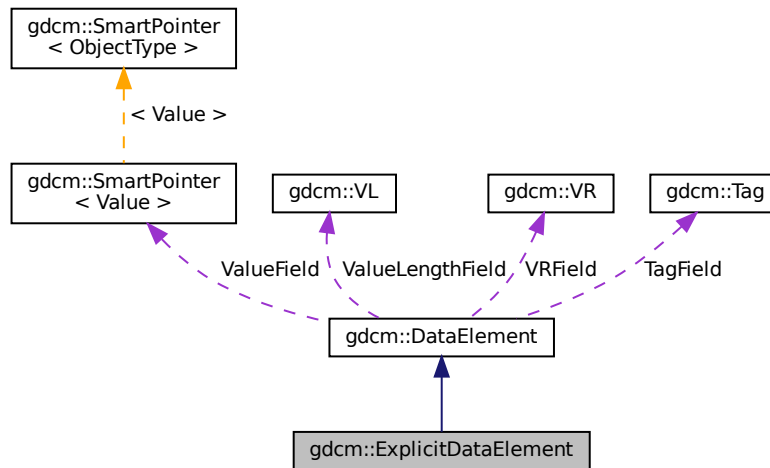 gdcm::SmartPointer
< ObjectType >
< Value >
gdcm::SmartPointer
< Value >
gdcm::VL
gdcm::VR
gdcm::Tag
ValueField
ValueLengthField
VRField
TagField
gdcm::DataElement
gdcm::ExplicitDataElement